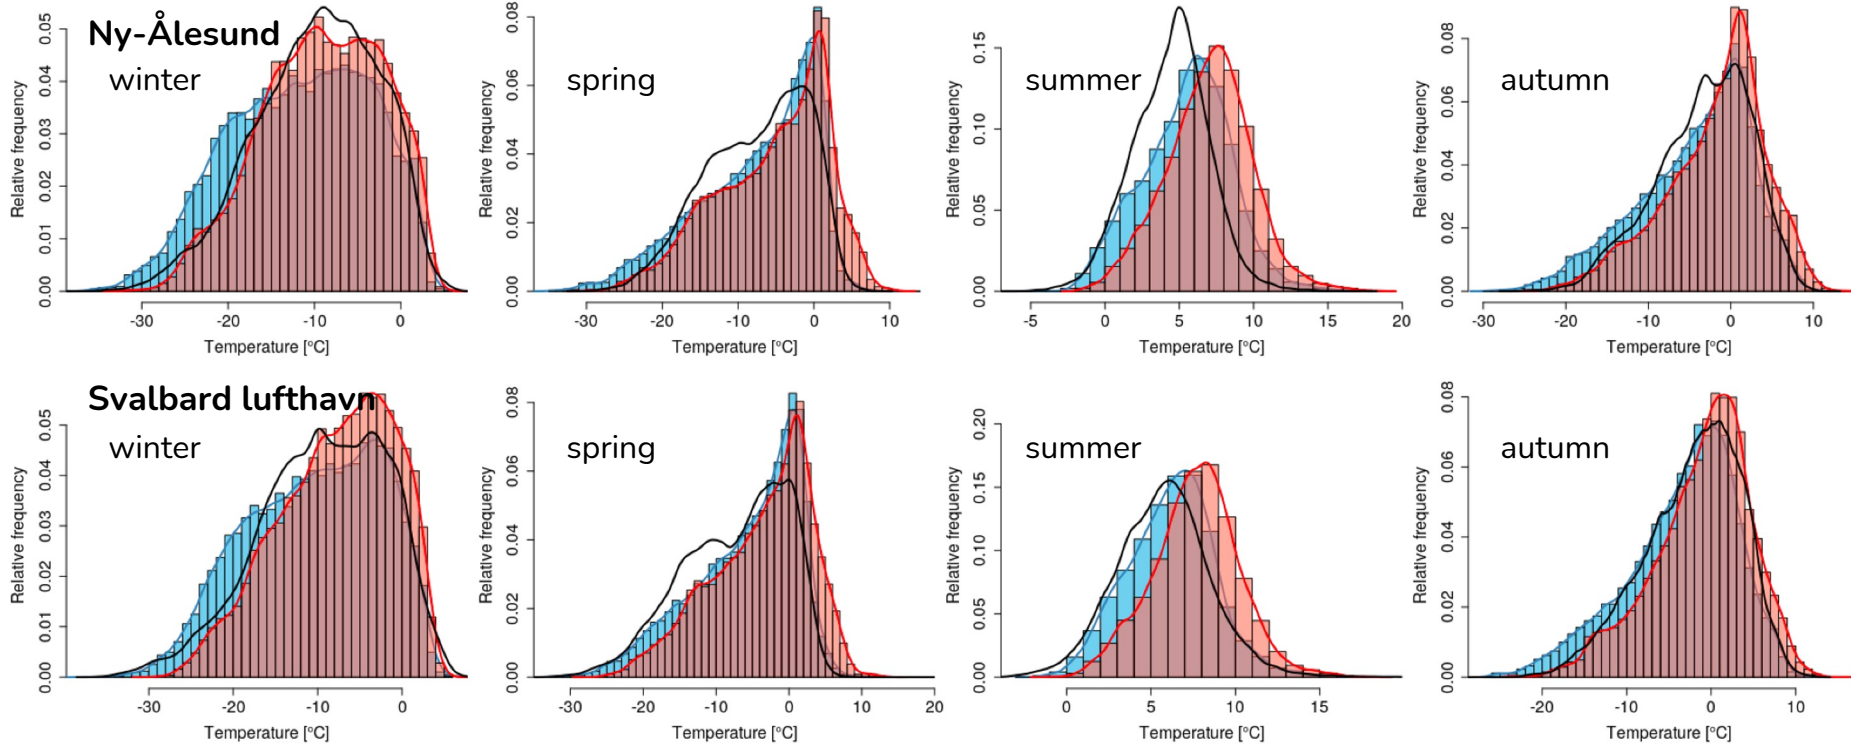 Ny-Ålesund
winter
spring
summer
autumn
Relative frequency
0.00 0.01 0.02 0.03 0.04 0.05
-30 -20 -10 0
Temperature [°C]
Relative frequency
0.00 0.02 0.04 0.06 0.08
-30 -20 -10 0 10
Temperature [°C]
Relative frequency
0.00 0.05 0.10 0.15
-5 0 5 10 15 20
Temperature [°C]
Relative frequency
0.00 0.02 0.04 0.06 0.08
-30 -20 -10 0 10
Temperature [°C]
Svalbard lufthavn
winter
spring
summer
autumn
Relative frequency
0.00 0.01 0.02 0.03 0.04 0.05
-30 -20 -10 0
Temperature [°C]
Relative frequency
0.00 0.02 0.04 0.06 0.08
-30 -20 -10 0 10 20
Temperature [°C]
Relative frequency
0.00 0.05 0.10 0.15 0.20
0 5 10 15
Temperature [°C]
Relative frequency
0.00 0.02 0.04 0.06 0.08
-20 -10 0 10
Temperature [°C]